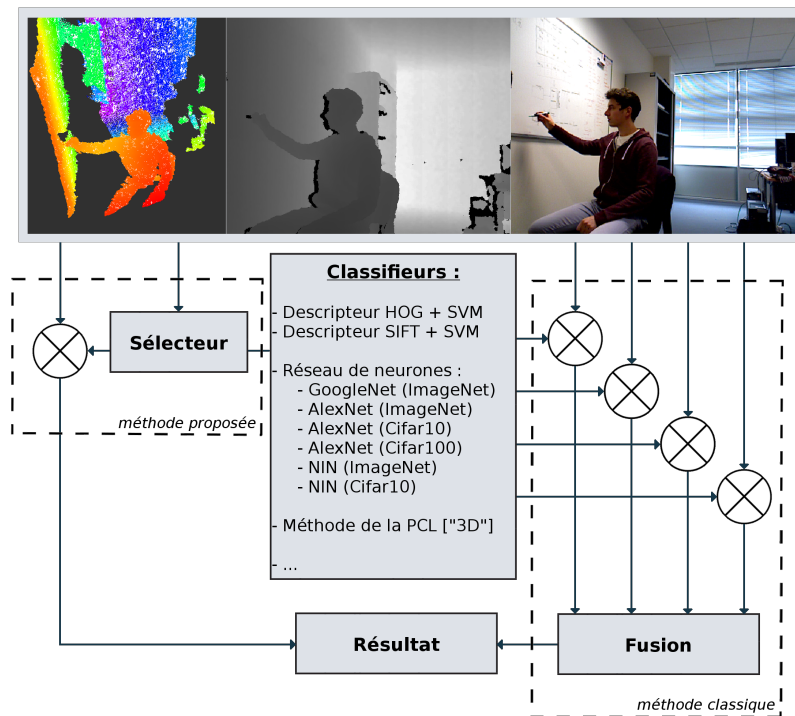 Classifieurs :
- Descripteur HOG + SVM
- Descripteur SIFT + SVM
- Réseau de neurones :
- GoogleNet (ImageNet)
- AlexNet (ImageNet)
- AlexNet (Cifar10)
- AlexNet (Cifar100)
- NIN (ImageNet)
- NIN (Cifar10)
- Méthode de la PCL ["3D"]
- ...
Sélecteur
méthode proposée
Résultat
Fusion
méthode classique